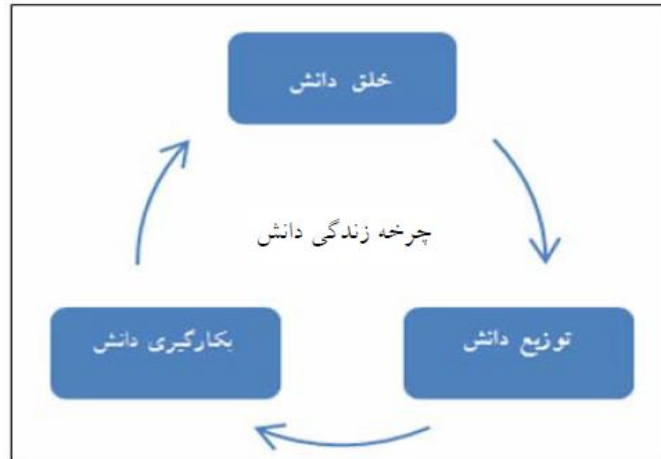 خلق دانش
چرخه زندگی دانش
توزیع دانش
بکارگیری دانش